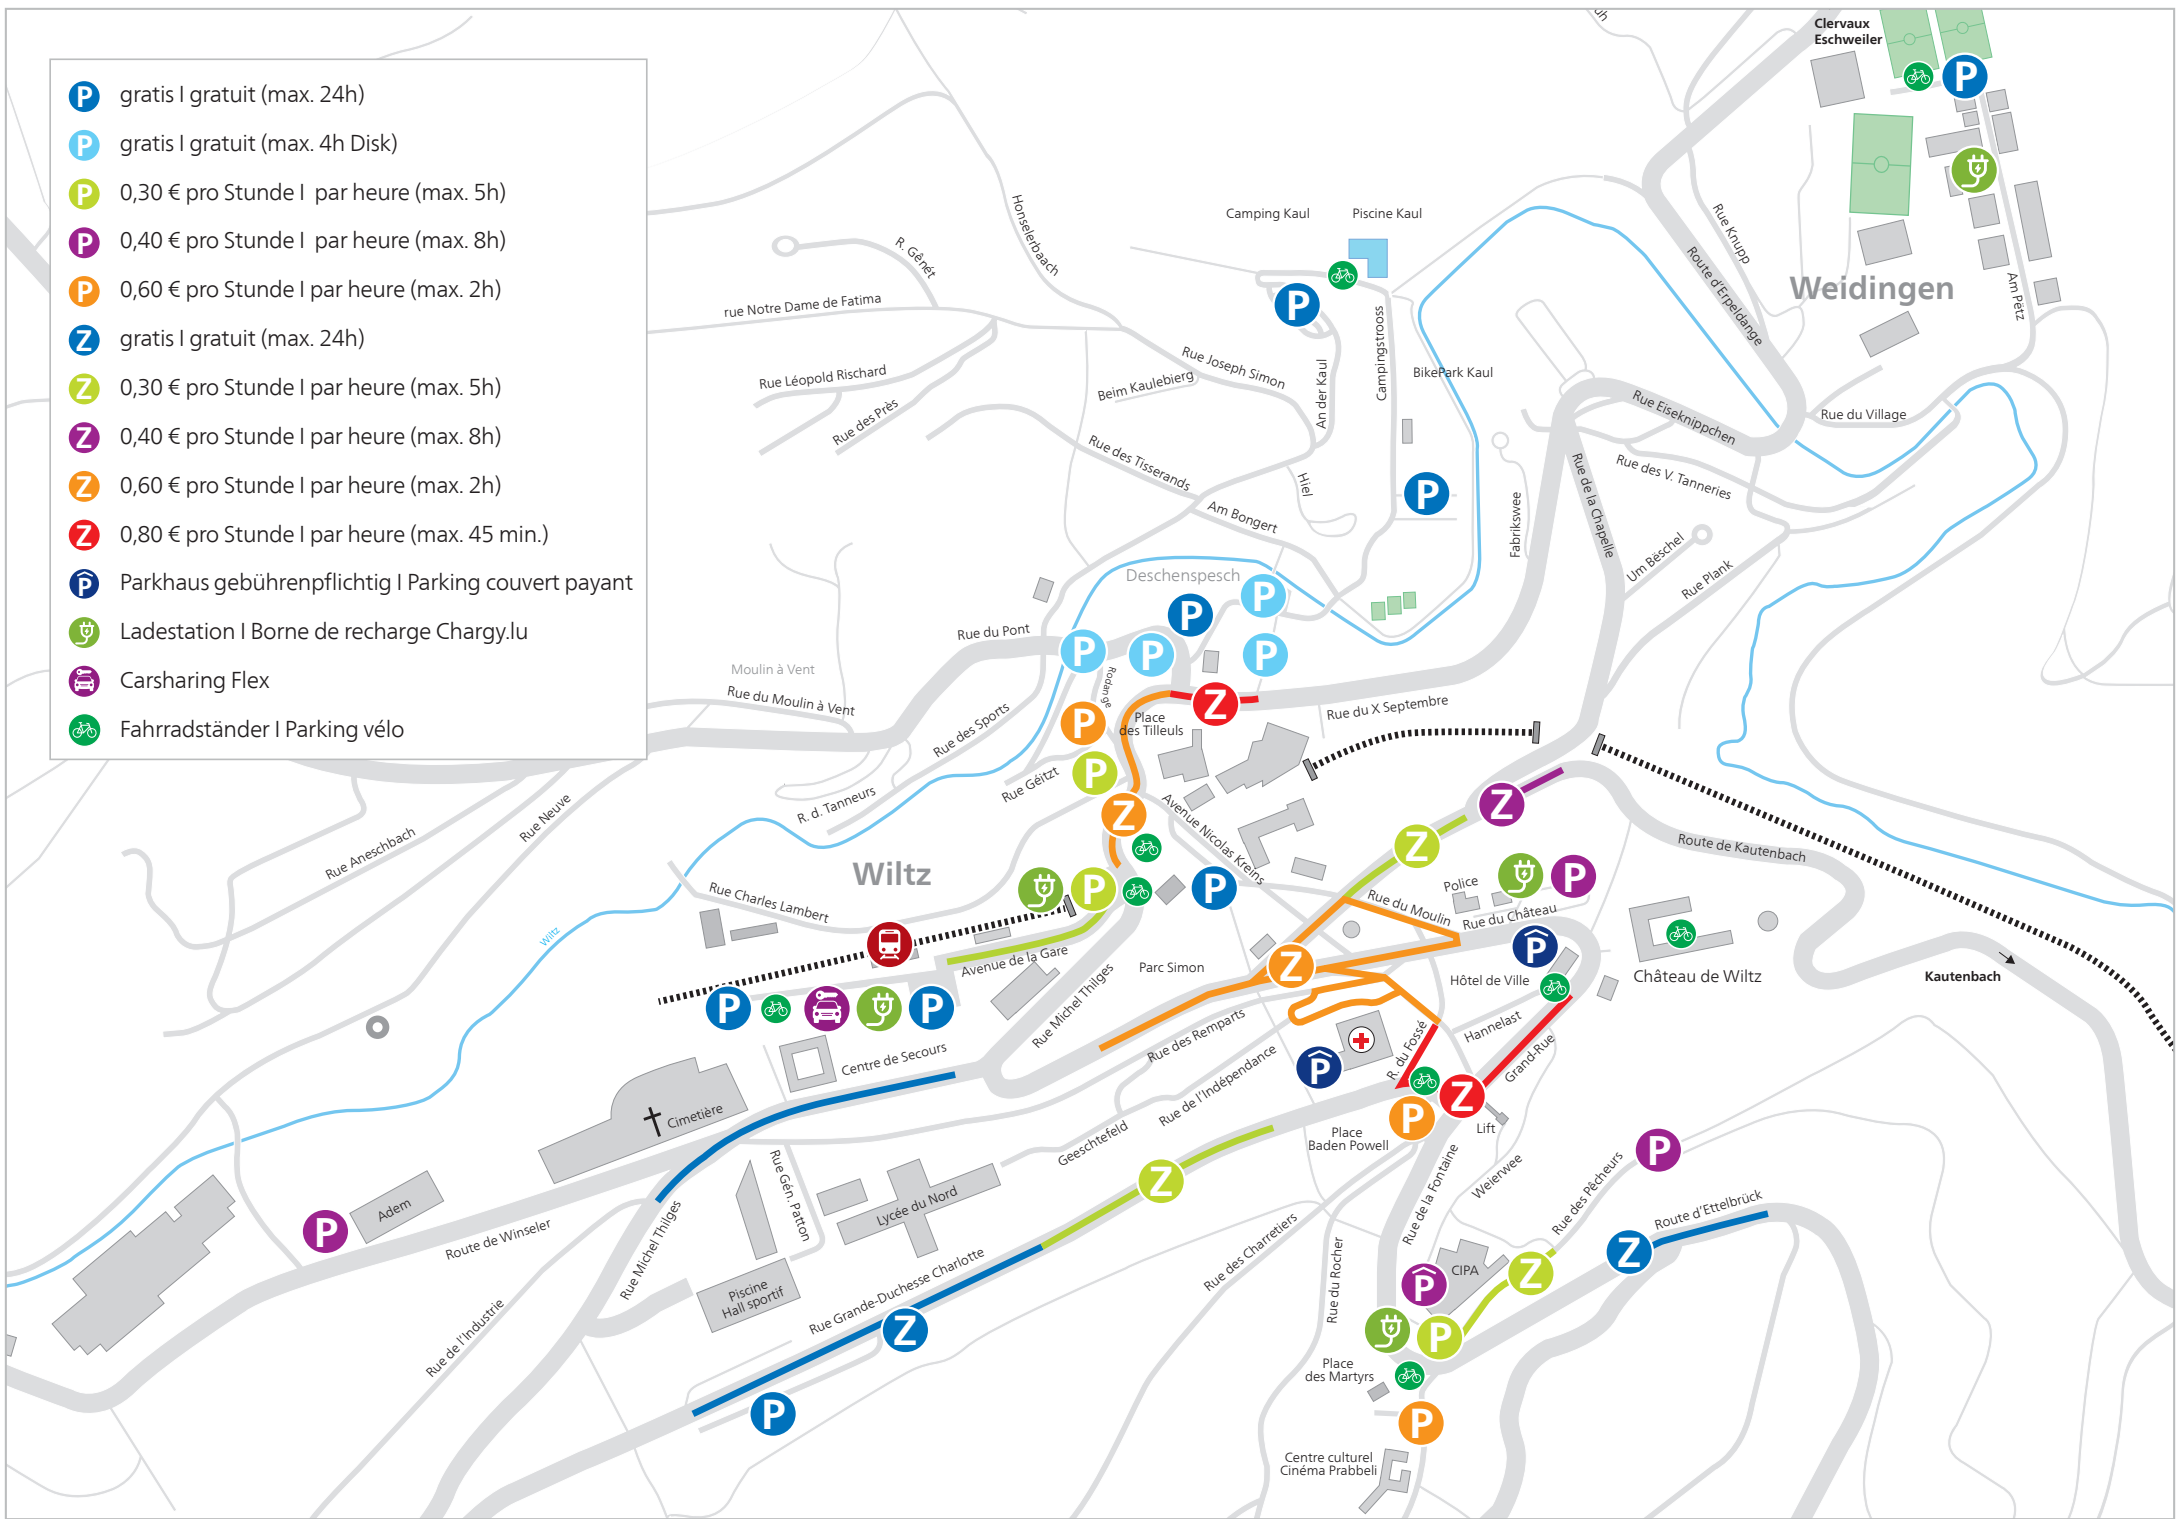 P gratis I gratuit (max. 24h)
P gratis I gratuit (max. 4h Disk)
P 0,30 € pro Stunde I par heure (max. 5h)
P 0,40 € pro Stunde I par heure (max. 8h)
P 0,60 € pro Stunde I par heure (max. 2h)
Z gratis I gratuit (max. 24h)
Z 0,30 € pro Stunde I par heure (max. 5h)
Z 0,40 € pro Stunde I par heure (max. 8h)
Z 0,60 € pro Stunde I par heure (max. 2h)
Z 0,80 € pro Stunde I par heure (max. 45 min.)
P Parkhaus gebührenpflichtig I Parking couvert payant
Ladestation I Borne de recharge Chargy.lu
Carsharing Flex
Fahrradständer I Parking vélo
Clervaux
Eschweiler
P
Honselerbaach
R. Gênét
rue Notre Dame de Fatima
Camping Kaul
Piscine Kaul
P
Rue Knupp
Route d'Erpeldange
Weidingen
Am Pëtz
Rue Léopold Rischard
Rue des Près
Beim Kaulebierg
Rue Joseph Simon
An der Kaul
Campingstrooss
BikePark Kaul
Rue Eiseknippchen
Rue du Village
Rue des Tisserands
Hiel
Am Bongert
P
Fabrikswee
Rue de la Chapelle
Rue des V. Tanneries
Um Bëschel
Rue Plank
Deschenspesch
P
P
P
P
P
Rue du Pont
Moulin à Vent
Rue du Moulin à Vent
Rue des Sports
Rodange
P
Place
des Tilleuls
Z
Rue du X Septembre
Rue Géitzt
P
Z
R. d. Tanneurs
Avenue Nicolas Kreins
Z
Z
Route de Kautenbach
Rue Neuve
Rue Aneschbach
Wiltz
Wiltz
Rue Charles Lambert
P
P
Rue du Moulin
Police
P
Rue du Château
P
Avenue de la Gare
Parc Simon
Z
Hôtel de Ville
Château de Wiltz
Kautenbach
P
P
Rue Michel Thilges
Rue des Remparts
Rue de l'Indépendance
Hannelast
Grand-Rue
R. du Fossé
P
Centre de Secours
Cimetière
P
Z
Lift
Place
Baden Powell
Geeschtefeld
Z
Rue de la Fontaine
Weierwee
P
Rue des Pêcheurs
Route d'Ettelbrück
Z
Z
CIPA
P
P
P
Adem
Route de Winseler
Rue Michel Thilges
Rue Gén. Patton
Lycée du Nord
Piscine
Hall sportif
Rue Grande-Duchesse Charlotte
Z
P
Rue des Charretiers
Rue du Rocher
Rue de l'Industrie
Place
des Martyrs
P
Centre culturel
Cinéma Prabbeli